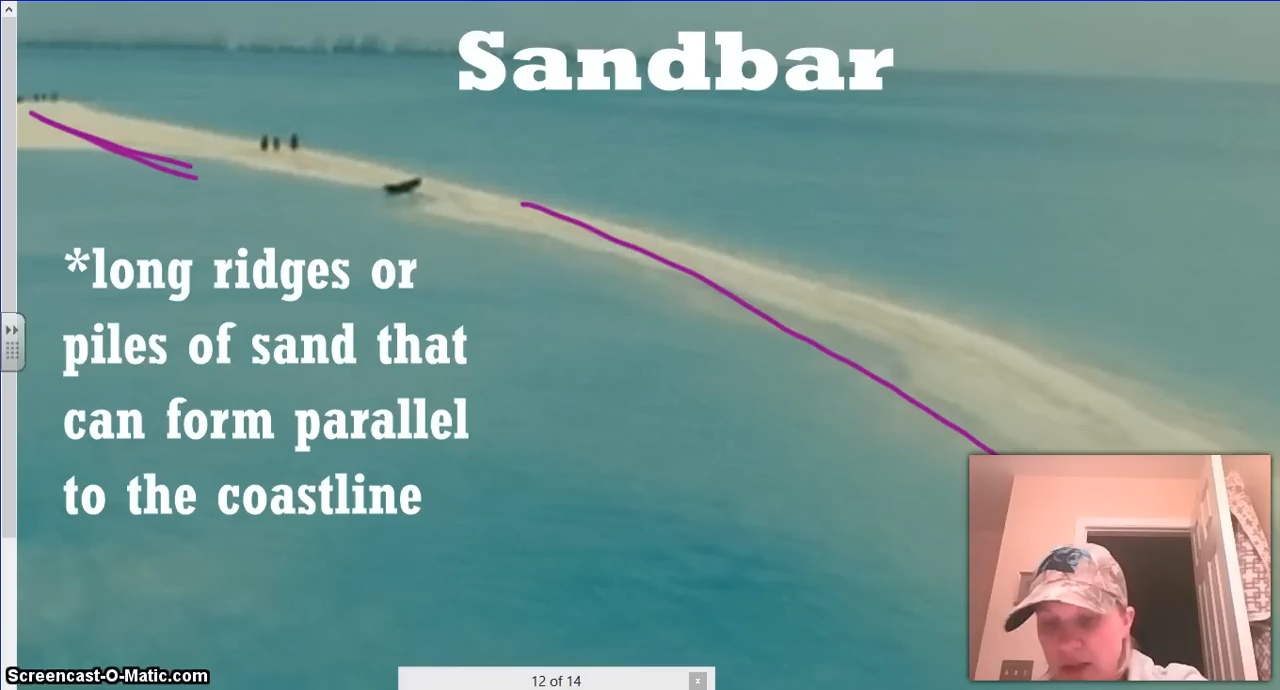 Sandbar
*long ridges or
piles of sand that
can form parallel
to the coastline
12 of 14
x
Screencast-O-Matic.com